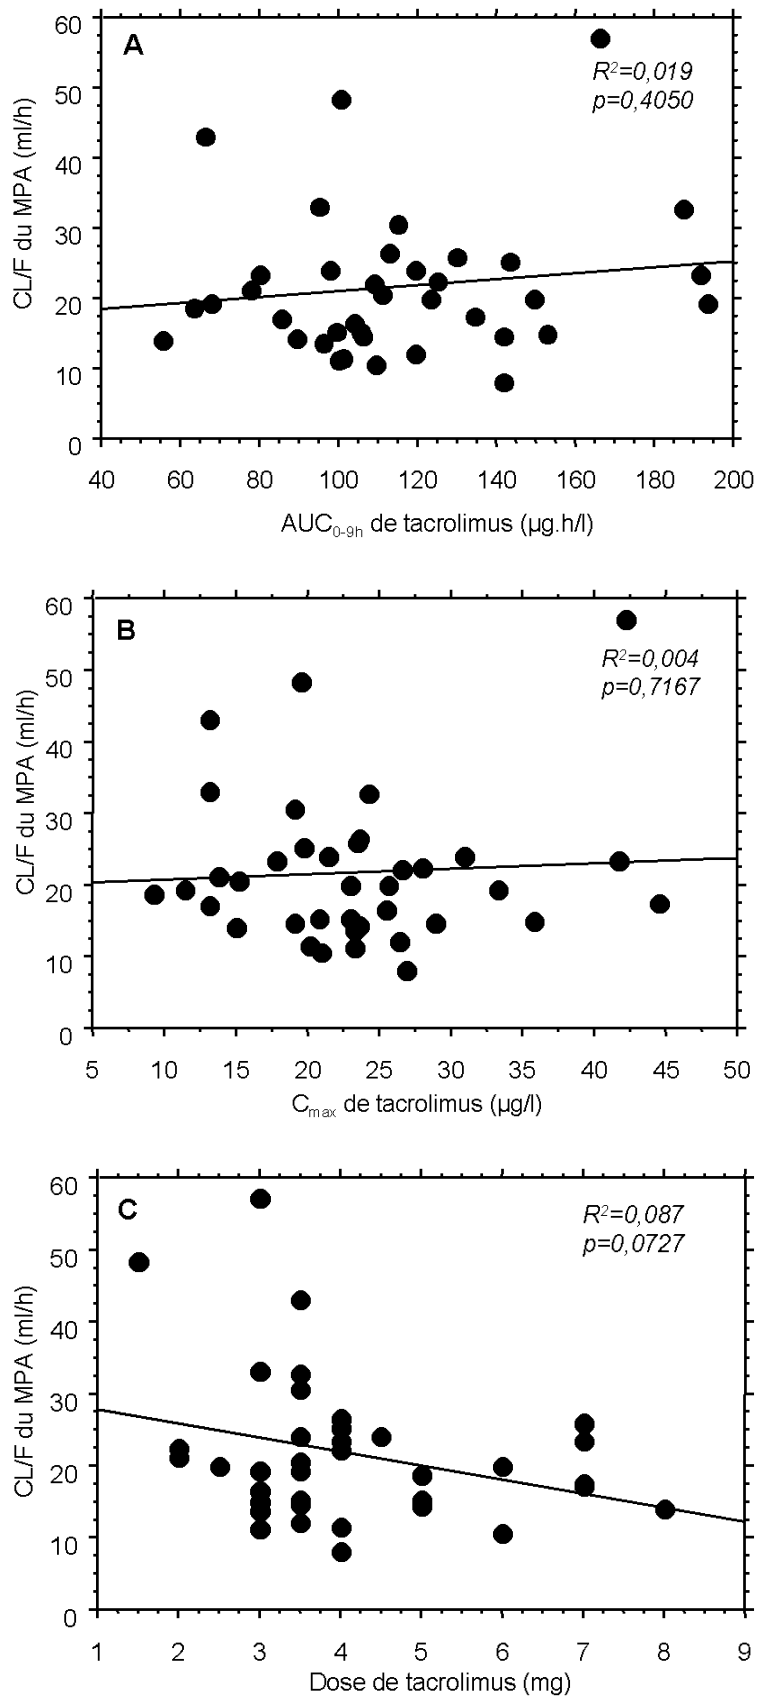 A
R²=0,019
p=0,4050
CL/F du MPA (ml/h)
60
50
40
30
20
10
0
40 60 80 100 120 140 160 180 200
AUC0-9h de tacrolimus (µg.h/l)
B
R²=0,004
p=0,7167
CL/F du MPA (ml/h)
60
50
40
30
20
10
0
5 10 15 20 25 30 35 40 45 50
Cmax de tacrolimus (µg/l)
C
R²=0,087
p=0,0727
CL/F du MPA (ml/h)
60
50
40
30
20
10
0
1 2 3 4 5 6 7 8 9
Dose de tacrolimus (mg)